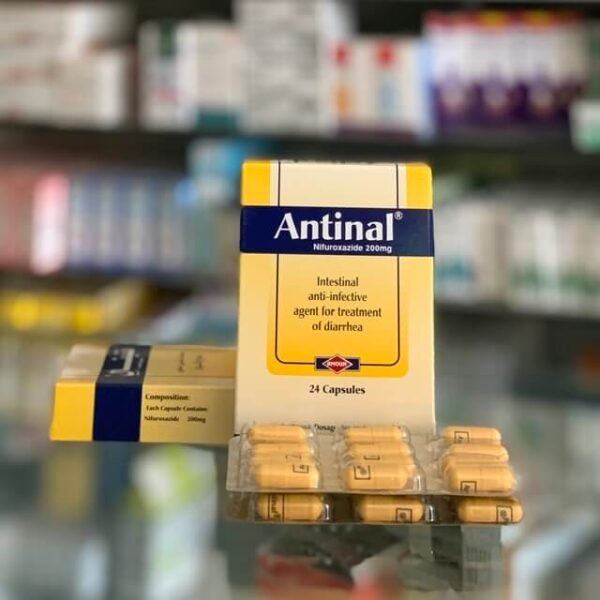 Antinal®
Nifuroxazide 200mg
Intestinal
anti-infective
agent for treatment
of diarrhea
AMOUN
24 Capsules
Composition:
Each Capsule Contains:
Nifuroxazide 200mg